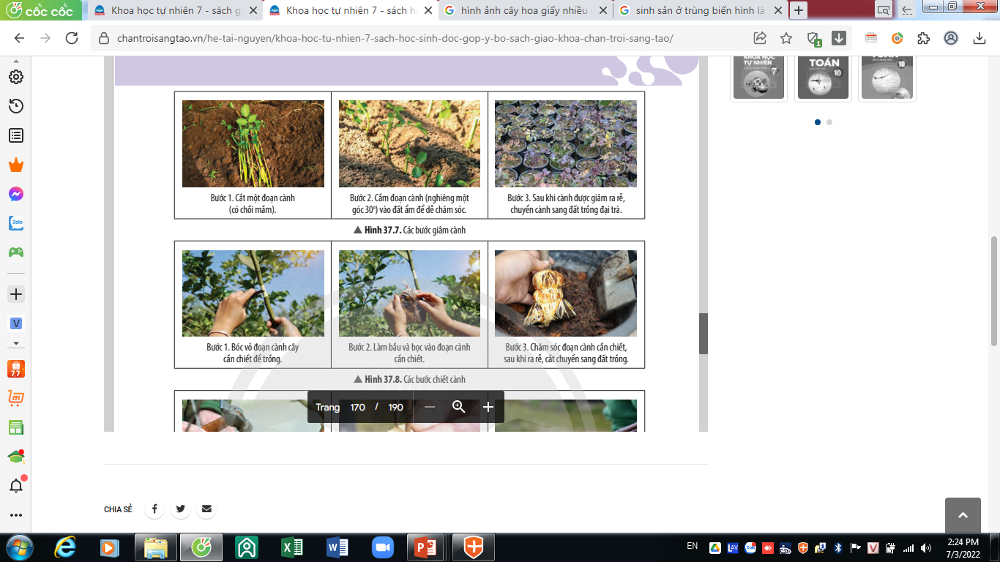 cốc cốc
Khoa học tự nhiên 7 - sách g
Khoa học tự nhiên 7 - sách h
hình ảnh cây hoa giấy nhiều
sinh sản ở trùng biến hình là
chantroisangtao.vn/he-tai-nguyen/khoa-hoc-tu-nhien-7-sach-hoc-sinh-doc-gop-y-bo-sach-giao-khoa-chan-troi-sang-tao/
1
KHOA HỌC
TỰ NHIÊN
7
TOÁN
10
10
Bước 1. Cắt một đoạn cành
(có chồi mầm).
Bước 2. Cắm đoạn cành (nghiêng một
góc 30⁰) vào đất ẩm để dễ chăm sóc.
Bước 3. Sau khi cành được giâm ra rễ,
chuyển cành sang đất trồng đại trà.
▲ Hình 37.7. Các bước giâm cành
Bước 1. Bóc vỏ đoạn cành cây
cần chiết để trồng.
Bước 2. Làm bầu và bọc vào đoạn cành
cần chiết.
Bước 3. Chăm sóc đoạn cành cần chiết,
sau khi ra rễ, cắt chuyển sang đất trồng.
▲ Hình 37.8. Các bước chiết cành
Trang 170 / 190
Zalo
V
7.7
CHIA SẺ
EN
2:24 PM
7/3/2022